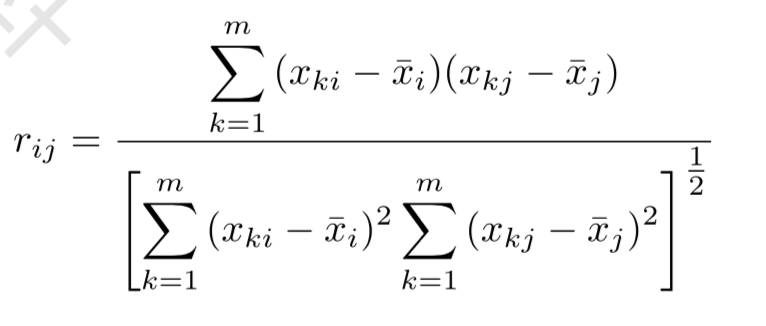 r_{ij} = \frac{\sum_{k=1}^{m} (x_{ki} - \bar{x}_i)(x_{kj} - \bar{x}_j)}{\left[ \sum_{k=1}^{m} (x_{ki} - \bar{x}_i)^2 \sum_{k=1}^{m} (x_{kj} - \bar{x}_j)^2 \right]^{\frac{1}{2}}}